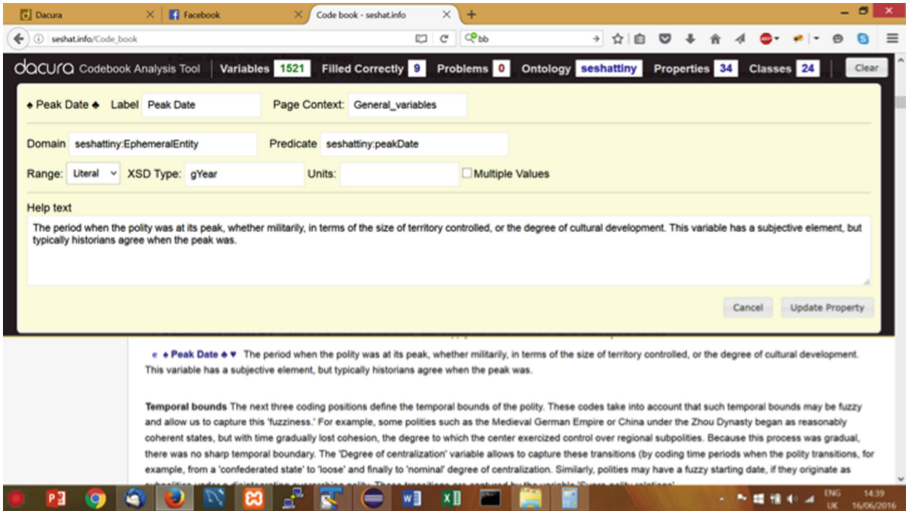 Dacura
Facebook
Code book - seshat.info
seshat.info/Code_book
bb
dacura Codebook Analysis Tool Variables 1521 Filled Correctly 9 Problems 0 Ontology seshattiny Properties 34 Classes 24 Clear
♠ Peak Date ♣ Label Peak Date Page Context: General_variables
Domain seshattiny:EphemeralEntity Predicate seshattiny:peakDate
Range: Literal XSD Type: gYear Units: Multiple Values
Help text
The period when the polity was at its peak, whether militarily, in terms of the size of territory controlled, or the degree of cultural development. This variable has a subjective element, but
typically historians agree when the peak was.
Cancel Update Property
e ♠ Peak Date ♣ ♥ The period when the polity was at its peak, whether militarily, in terms of the size of territory controlled, or the degree of cultural development.
This variable has a subjective element, but typically historians agree when the peak was.
Temporal bounds The next three coding positions define the temporal bounds of the polity. These codes take into account that such temporal bounds may be fuzzy
and allow us to capture this 'fuzziness.' For example, some polities such as the Medieval German Empire or China under the Zhou Dynasty began as reasonably
coherent states, but with time gradually lost cohesion, the degree to which the center exercized control over regional subpolities. Because this process was gradual,
there was no sharp temporal boundary. The 'Degree of centralization' variable allows to capture these transitions (by coding time periods when the polity transitions, for
example, from a 'confederated state' to 'loose' and finally to 'nominal' degree of centralization. Similarly, polities may have a fuzzy starting date, if they originate as
ENG 14:39
UK 16/06/2016